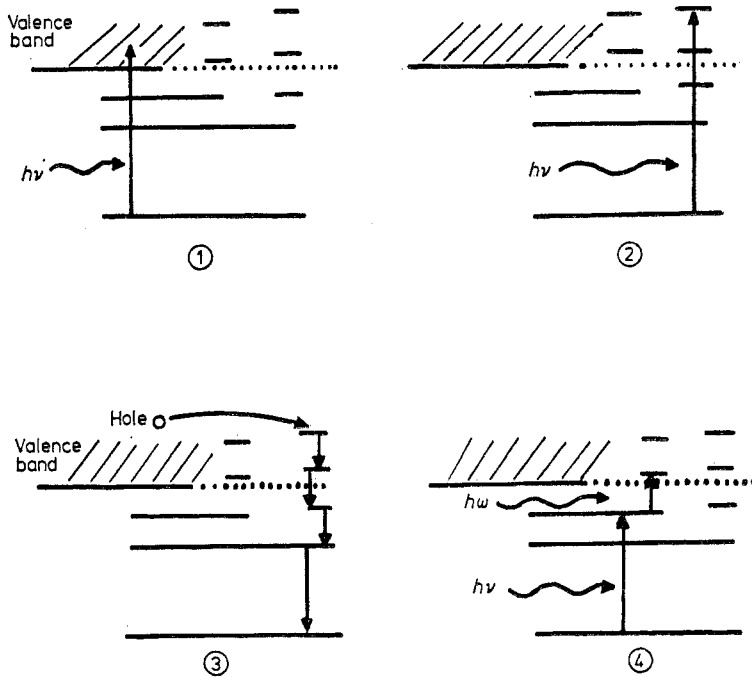 Valence
band
hν
①
hν
②
Hole
Valence
band
③
hω
hν
④